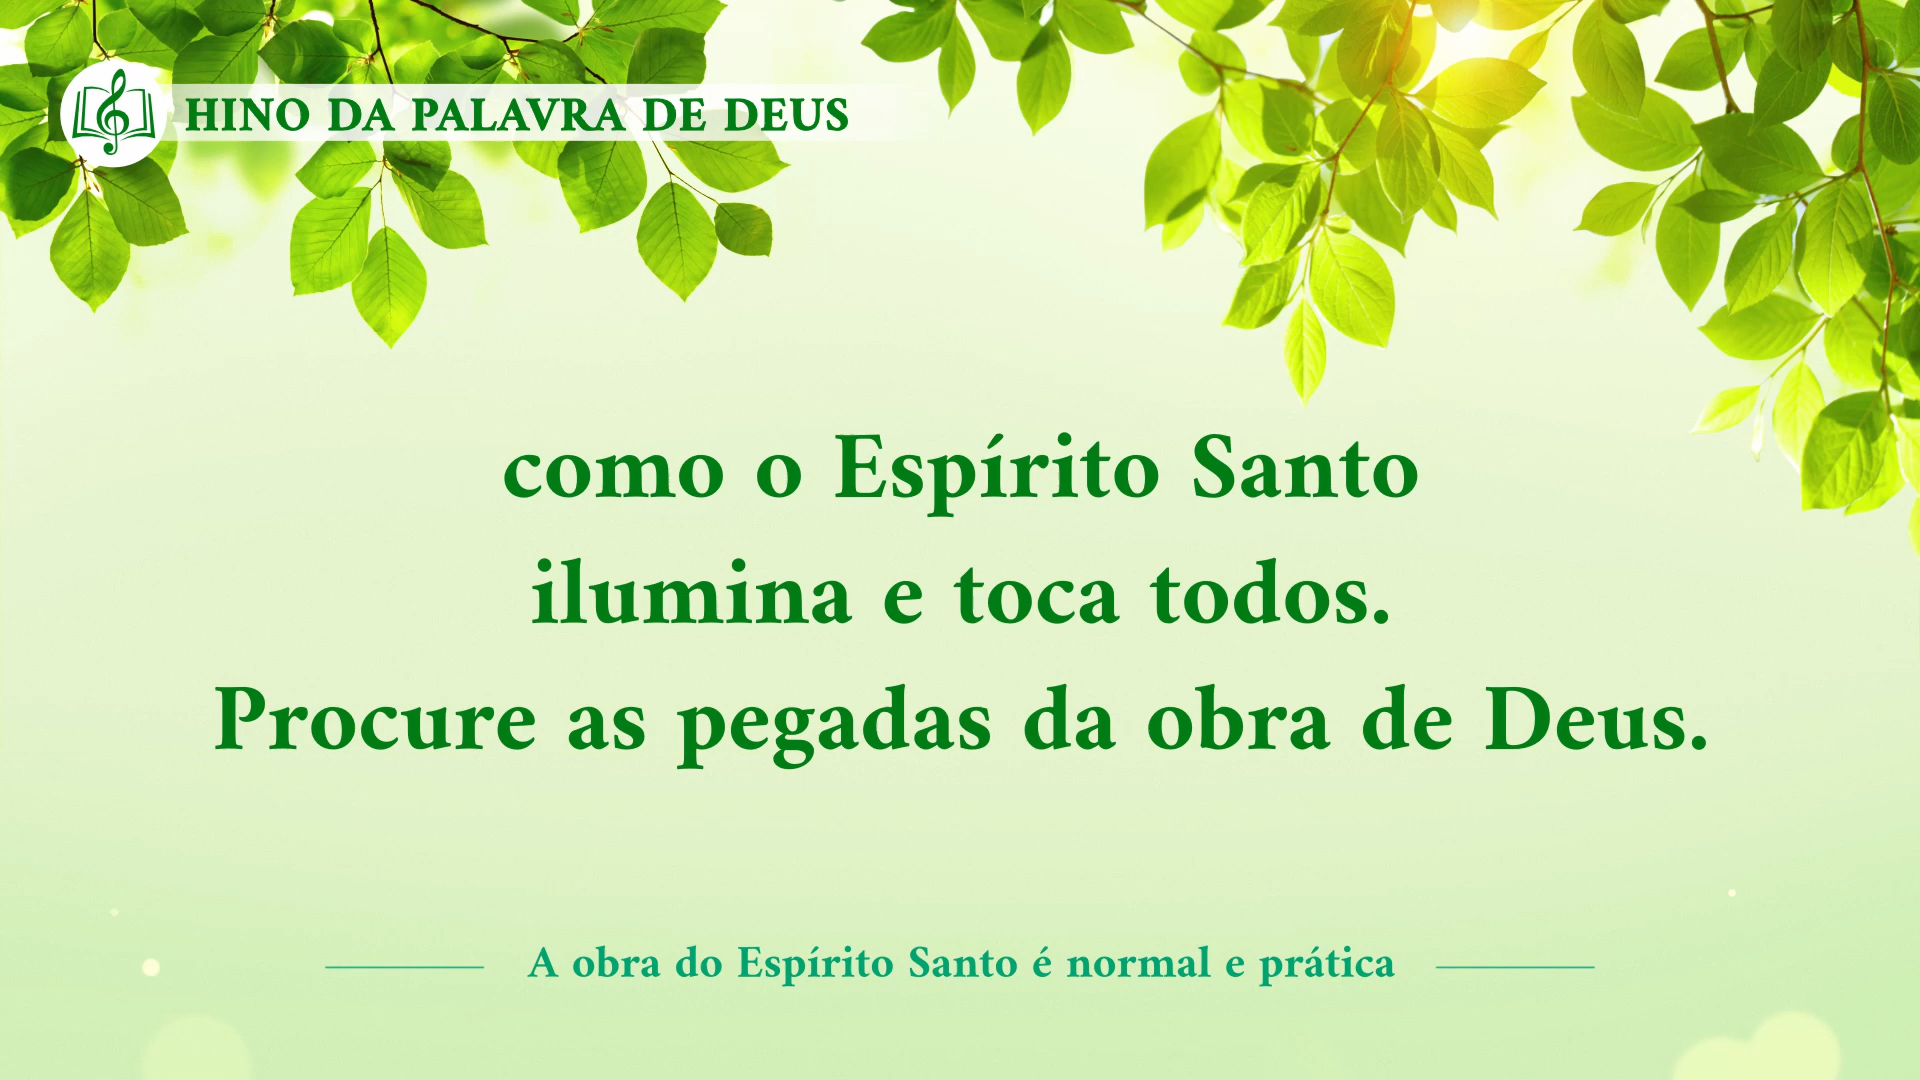 HINO DA PALAVRA DE DEUS
como o Espírito Santo
ilumina e toca todos.
Procure as pegadas da obra de Deus.
A obra do Espírito Santo é normal e prática